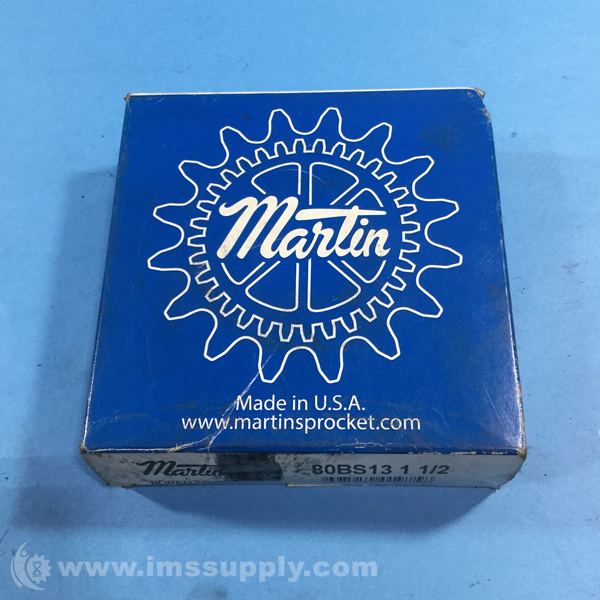 Martin
Made in U.S.A.
www.martinsprocket.com
Martin
80BS13 1 1/2
www.imssupply.com